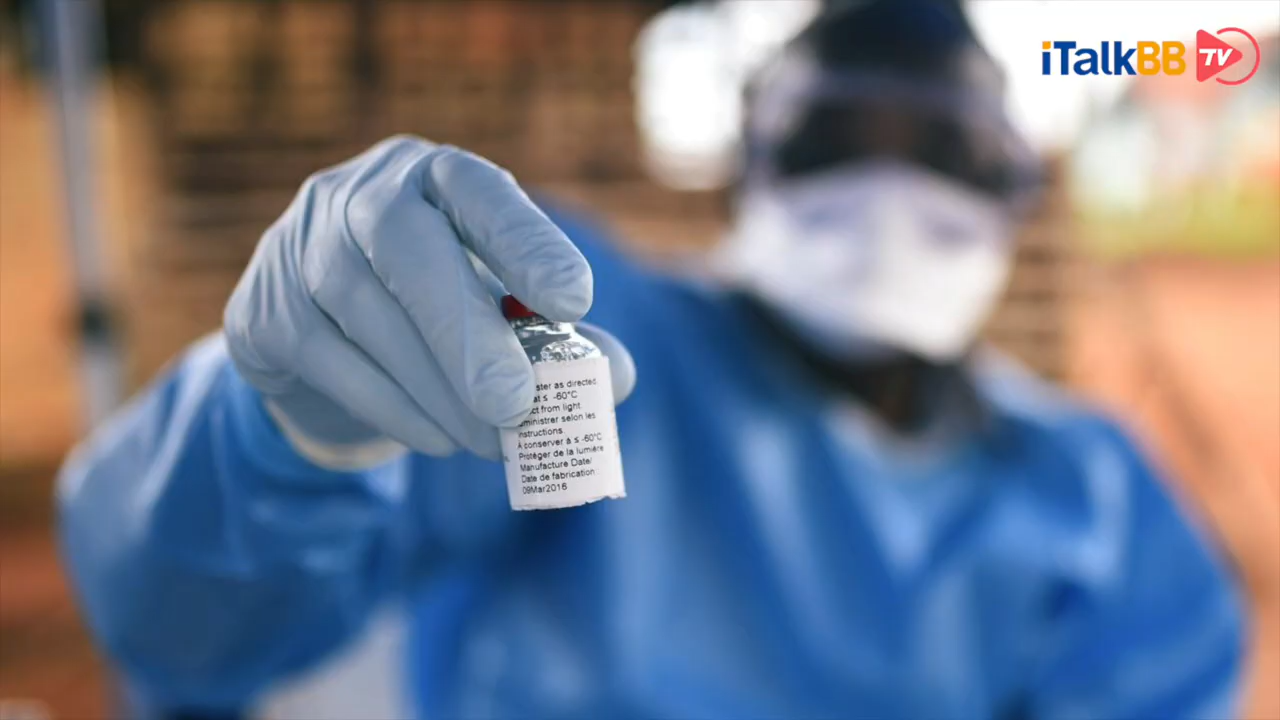 iTalkBB TV
ster as directed
at ≤ -60°C
ct from light
ministrer selon les
instructions.
À conserver à ≤ -60°C
Protéger de la lumière
Manufacture Date/
Date de fabrication
09Mar2016